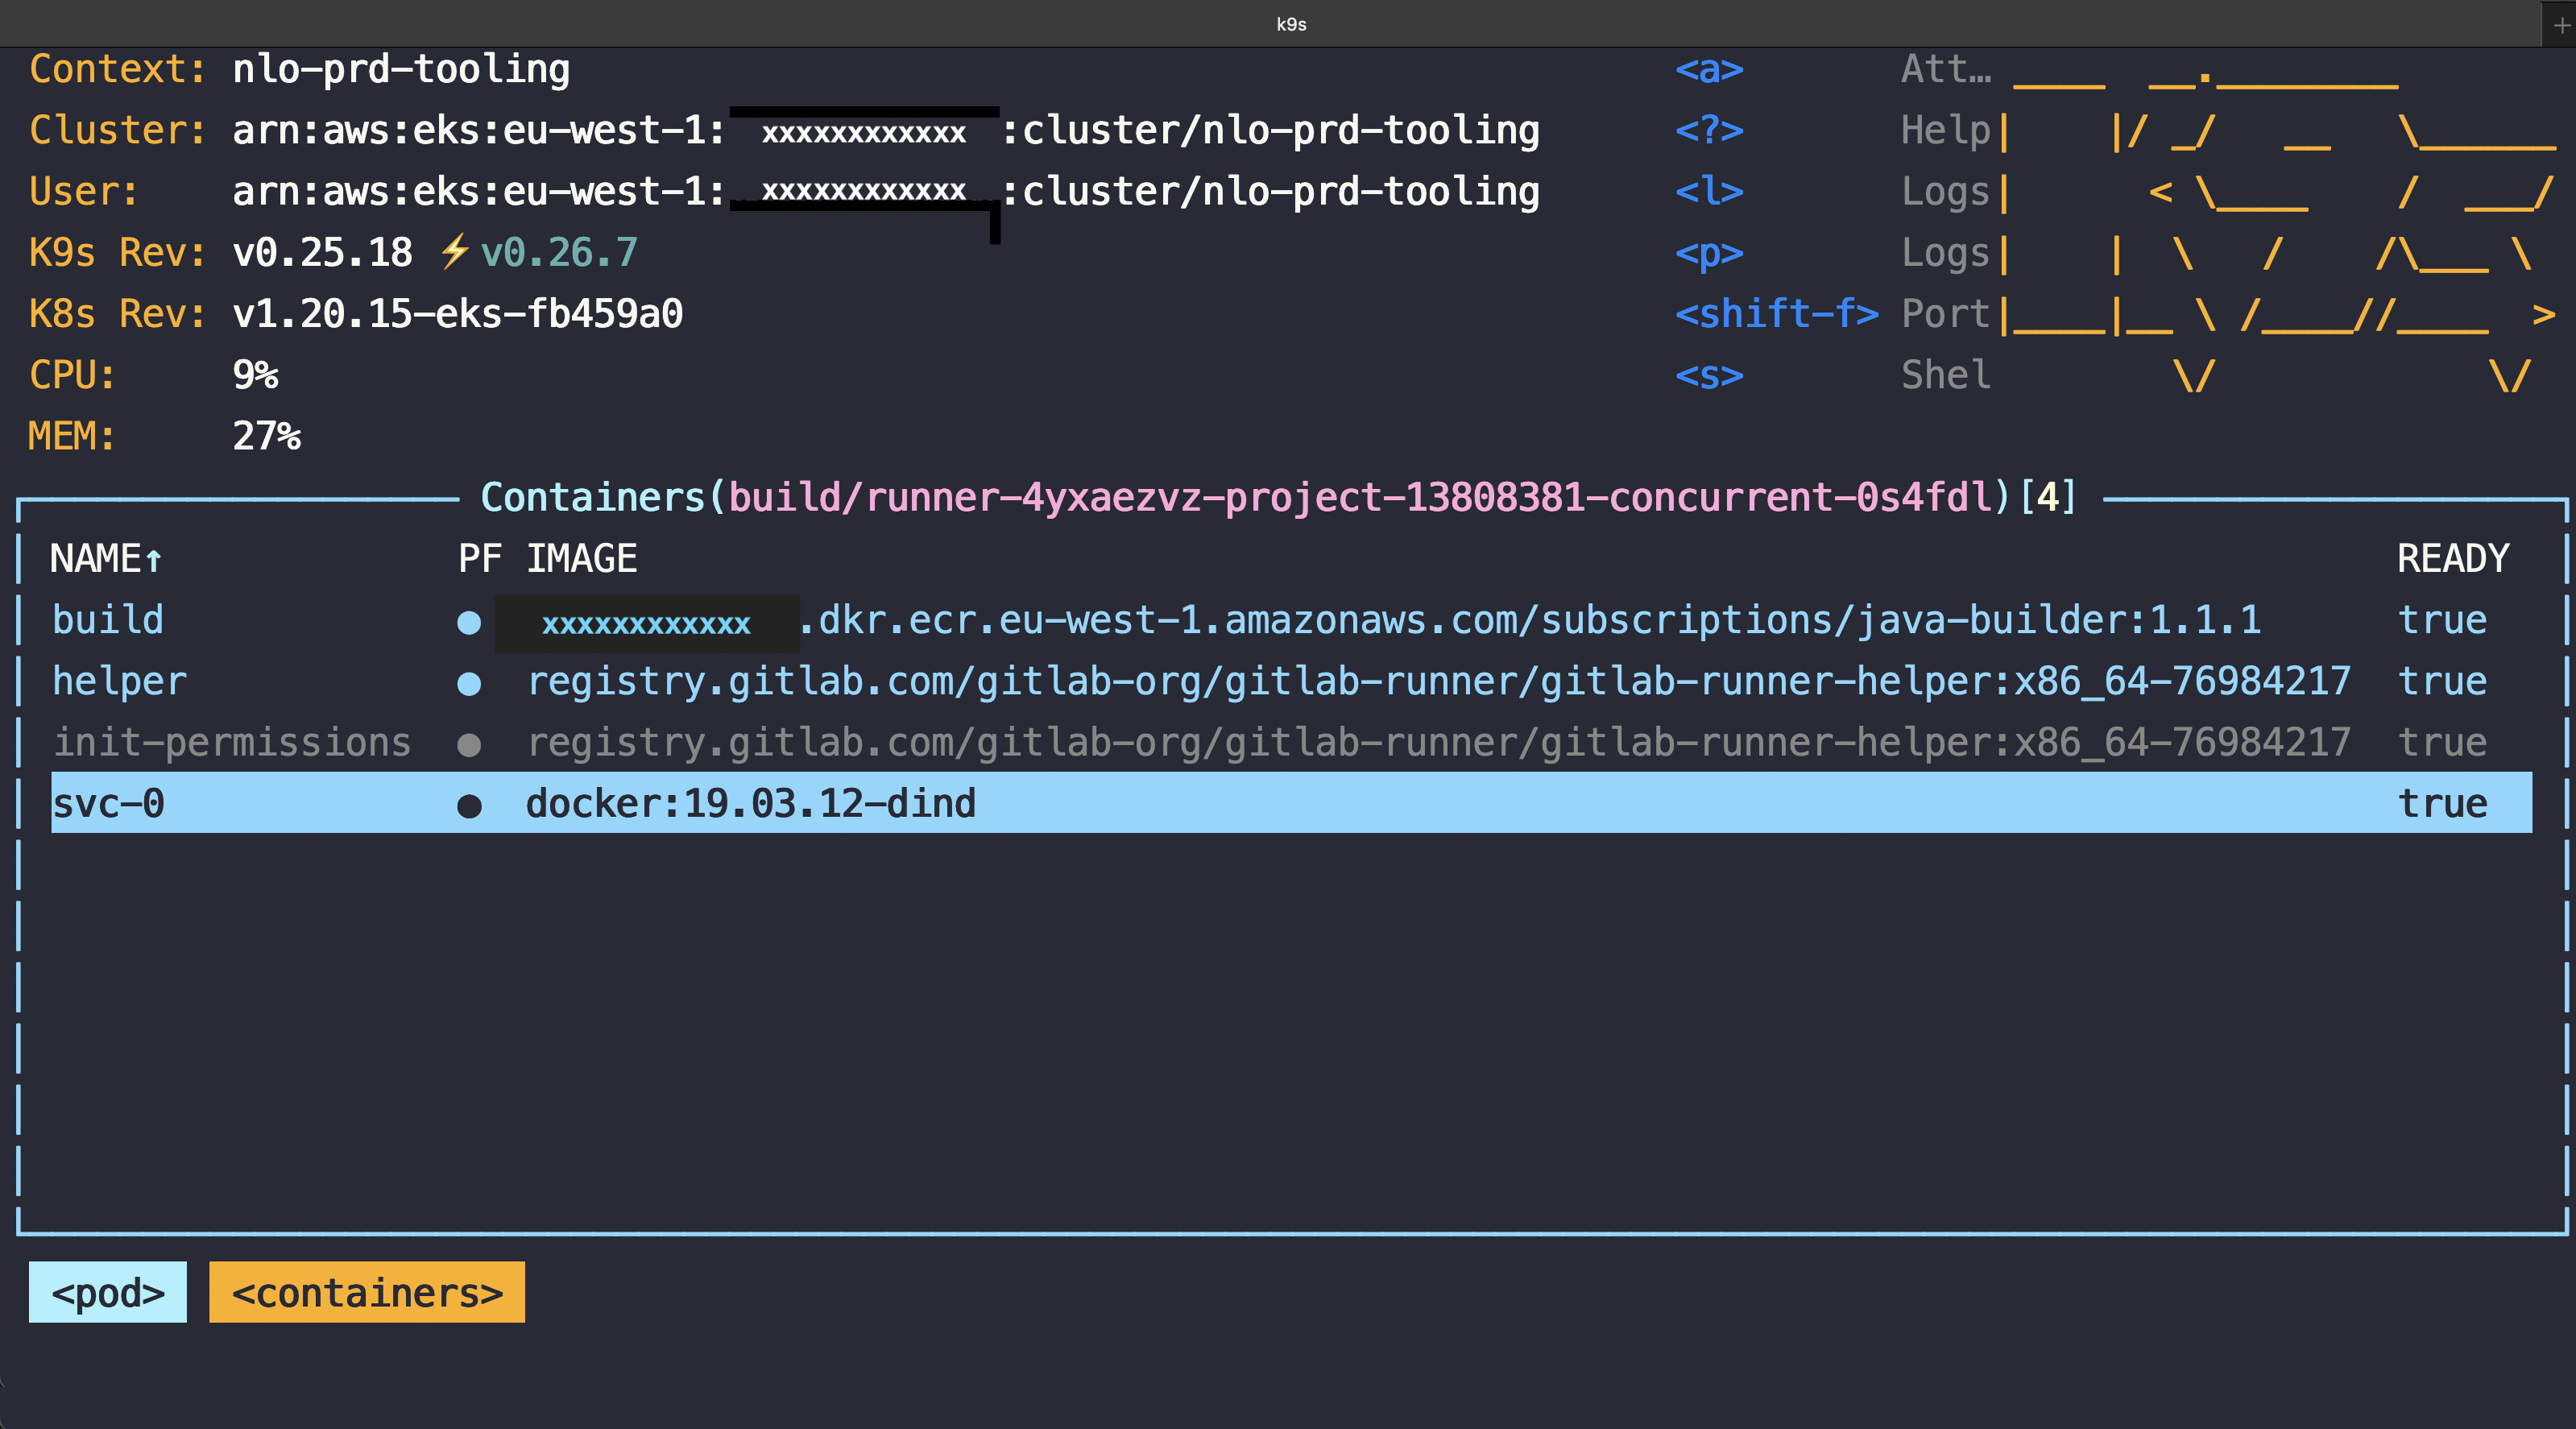 k9s
Context: nlo-prd-tooling <a> Att…
Cluster: arn:aws:eks:eu-west-1: xxxxxxxxxxxx :cluster/nlo-prd-tooling <?> Help
User: arn:aws:eks:eu-west-1: xxxxxxxxxxxx :cluster/nlo-prd-tooling <l> Logs
K9s Rev: v0.25.18 ⚡v0.26.7 <p> Logs
K8s Rev: v1.20.15-eks-fb459a0 <shift-f> Port
CPU: 9% <s> Shel
MEM: 27%
Containers(build/runner-4yxaezvz-project-13808381-concurrent-0s4fdl)[4]
NAME↑ PF IMAGE READY
build ● xxxxxxxxxxxx .dkr.ecr.eu-west-1.amazonaws.com/subscriptions/java-builder:1.1.1 true
helper ● registry.gitlab.com/gitlab-org/gitlab-runner/gitlab-runner-helper:x86_64-76984217 true
init-permissions ● registry.gitlab.com/gitlab-org/gitlab-runner/gitlab-runner-helper:x86_64-76984217 true
svc-0 ● docker:19.03.12-dind true
<pod> <containers>